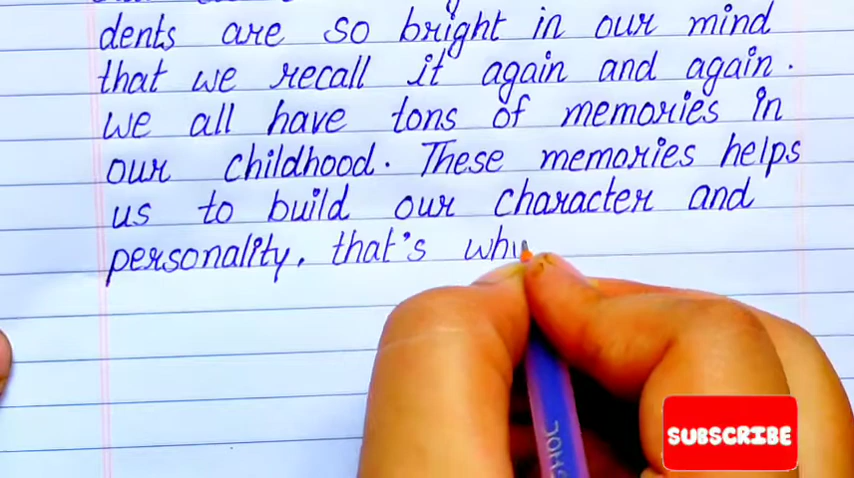 dents are so bright in our mind
that we recall it again and again.
we all have tons of memories in
our childhood. These memories helps
us to build our character and
personality, that's
SUBSCRIBE